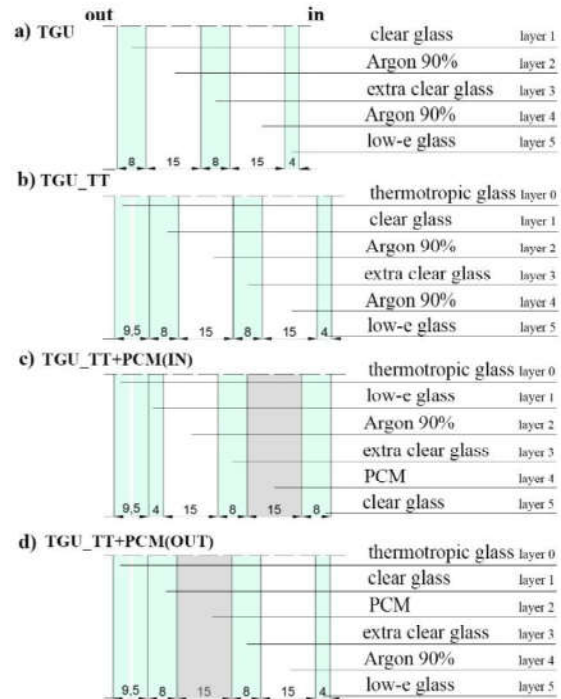 out in
a) TGU
clear glass layer 1
Argon 90% layer 2
extra clear glass layer 3
Argon 90% layer 4
low-e glass layer 5
8 15 8 15 4
b) TGU_TT
thermotropic glass layer 0
clear glass layer 1
Argon 90% layer 2
extra clear glass layer 3
Argon 90% layer 4
low-e glass layer 5
9,5 8 15 8 15 4
c) TGU_TT+PCM(IN)
thermotropic glass layer 0
low-e glass layer 1
Argon 90% layer 2
extra clear glass layer 3
PCM layer 4
clear glass layer 5
9,5 4 15 8 15 8
d) TGU_TT+PCM(OUT)
thermotropic glass layer 0
clear glass layer 1
PCM layer 2
extra clear glass layer 3
Argon 90% layer 4
low-e glass layer 5
9,5 8 15 8 15 4